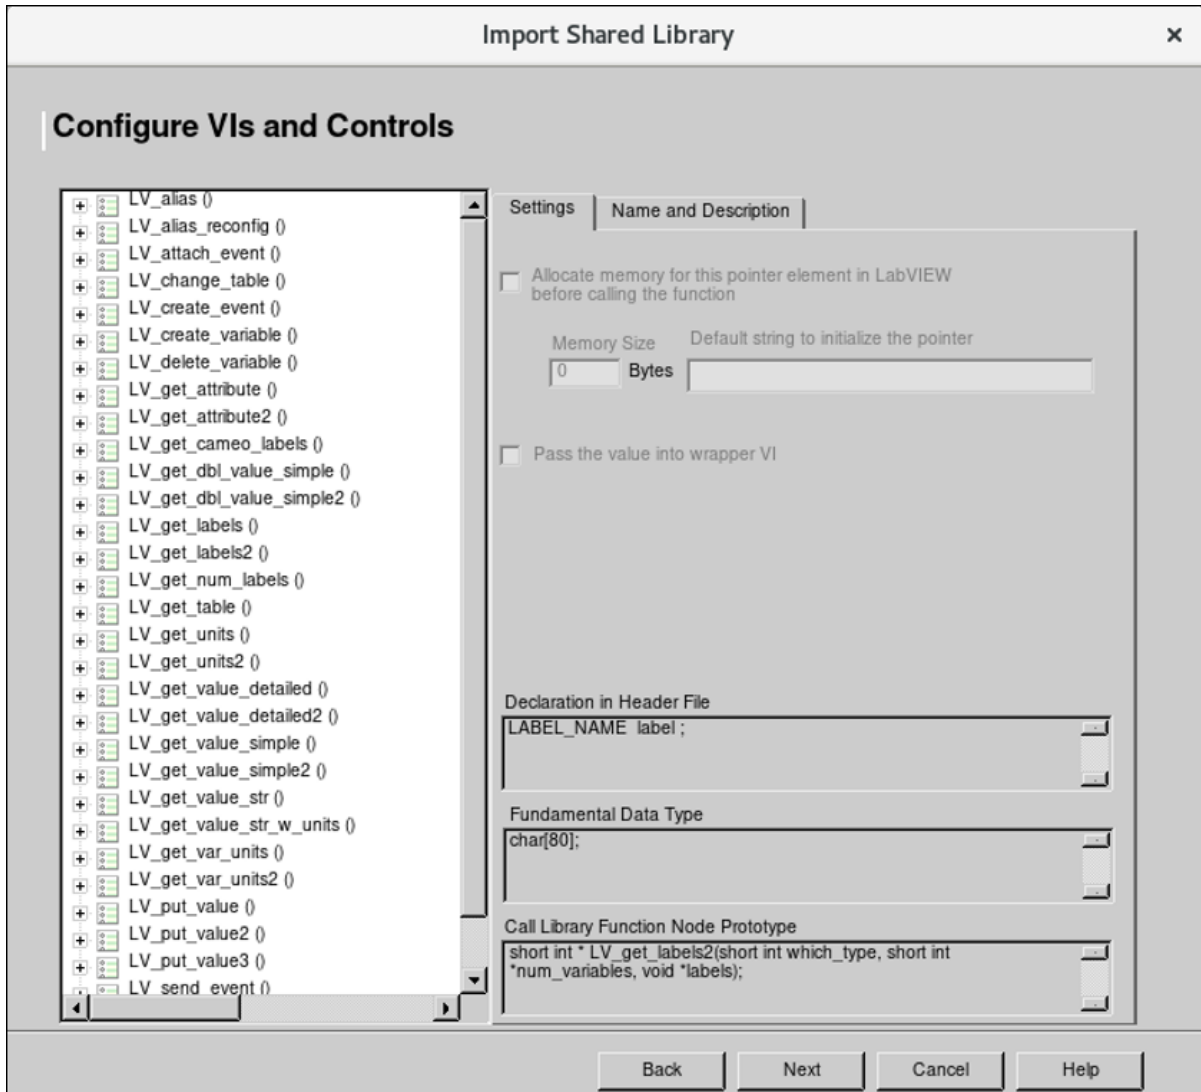 Import Shared Library
Configure VIs and Controls
LV_alias ()
LV_alias_reconfig ()
LV_attach_event ()
LV_change_table ()
LV_create_event ()
LV_create_variable ()
LV_delete_variable ()
LV_get_attribute ()
LV_get_attribute2 ()
LV_get_cameo_labels ()
LV_get_dbl_value_simple ()
LV_get_dbl_value_simple2 ()
LV_get_labels ()
LV_get_labels2 ()
LV_get_num_labels ()
LV_get_table ()
LV_get_units ()
LV_get_units2 ()
LV_get_value_detailed ()
LV_get_value_detailed2 ()
LV_get_value_simple ()
LV_get_value_simple2 ()
LV_get_value_str ()
LV_get_value_str_w_units ()
LV_get_var_units ()
LV_get_var_units2 ()
LV_put_value ()
LV_put_value2 ()
LV_put_value3 ()
LV_send_event ()
Settings
Name and Description
Allocate memory for this pointer element in LabVIEW
before calling the function
Memory Size
Default string to initialize the pointer
0
Bytes
Pass the value into wrapper VI
Declaration in Header File
LABEL_NAME  label ;
Fundamental Data Type
char[80];
Call Library Function Node Prototype
short int * LV_get_labels2(short int which_type, short int
*num_variables, void *labels);
Back
Next
Cancel
Help